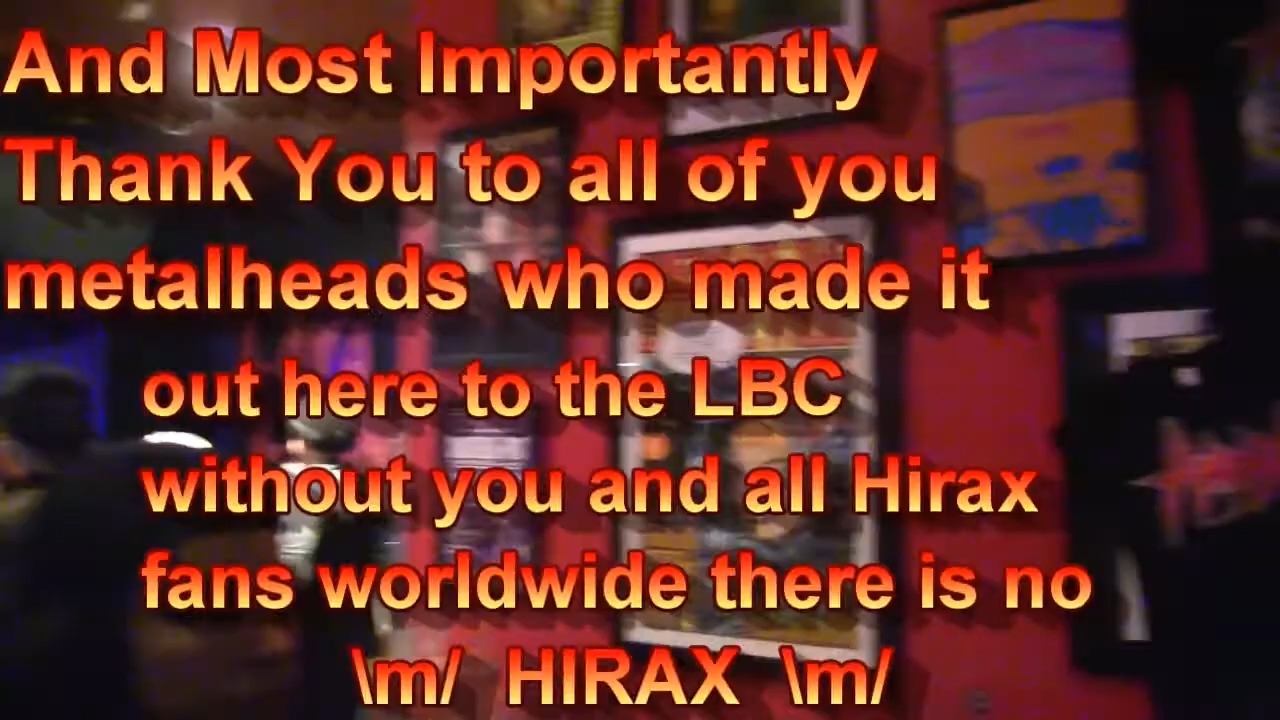 And Most Importantly
Thank You to all of you
metalheads who made it
out here to the LBC
without you and all Hirax
fans worldwide there is no
\m/ HIRAX \m/